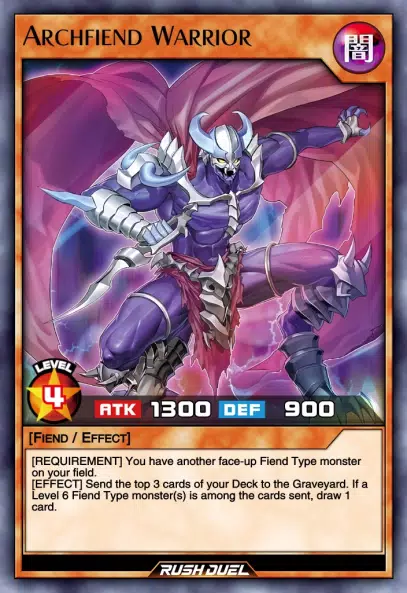 ARCHFIEND WARRIOR
闇
LEVEL
4
ATK 1300 DEF 900
[FIEND / EFFECT]
[REQUIREMENT] You have another face-up Fiend Type monster
on your field.
[EFFECT] Send the top 3 cards of your Deck to the Graveyard. If a
Level 6 Fiend Type monster(s) is among the cards sent, draw 1
card.
RUSH DUEL